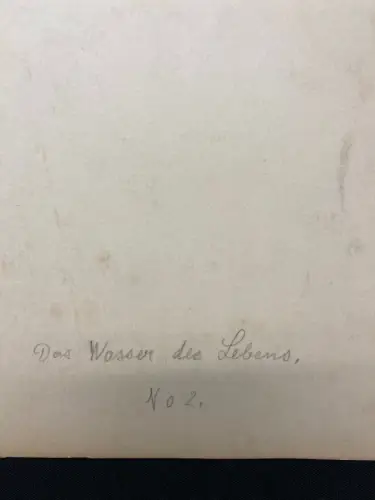 Das Wasser des Lebens.
No 2.